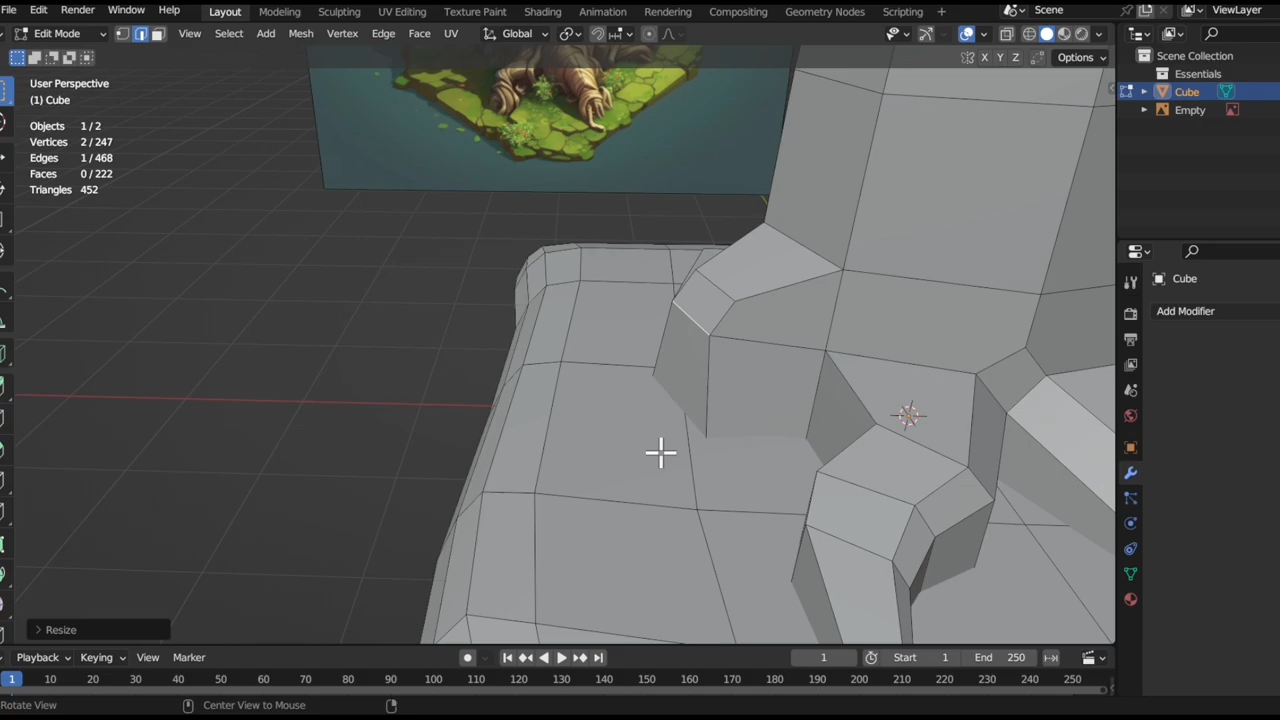 File Edit Render Window Help Layout Modeling Sculpting UV Editing Texture Paint Shading Animation Rendering Compositing Geometry Nodes Scripting + Scene ViewLayer
Edit Mode View Select Add Mesh Vertex Edge Face UV Global
X Y Z Options
User Perspective
(1) Cube
Objects 1 / 2
Vertices 2 / 247
Edges 1 / 468
Faces 0 / 222
Triangles 452
Scene Collection
Essentials
Cube
Empty
Cube
Add Modifier
Resize
Playback Keying View Marker 1 Start 1 End 250
1 10 20 30 40 50 60 70 80 90 100 110 120 130 140 150 160 170 180 190 200 210 220 230 240 250
Rotate View Center View to Mouse